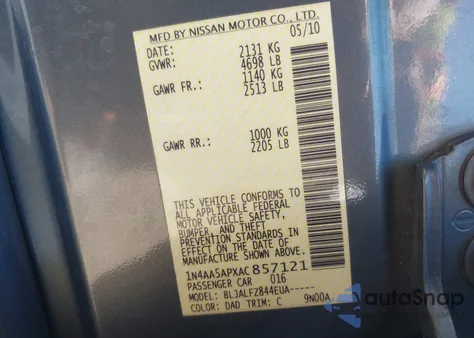 MFD BY NISSAN MOTOR CO., LTD.
05/10
DATE:
GVWR: 2131 KG
4698 LB
GAWR FR.: 1140 KG
2513 LB
GAWR RR.: 1000 KG
2205 LB
THIS VEHICLE CONFORMS TO
ALL APPLICABLE FEDERAL
MOTOR VEHICLE SAFETY,
BUMPER, AND THEFT
PREVENTION STANDARDS IN
EFFECT ON THE DATE OF
MANUFACTURE SHOWN ABOVE.
1N4AA5APXAC857121
PASSENGER CAR 016
MODEL: BLJALFZ844EUA-----
COLOR: DAD TRIM: C 9N00A
autoSnap